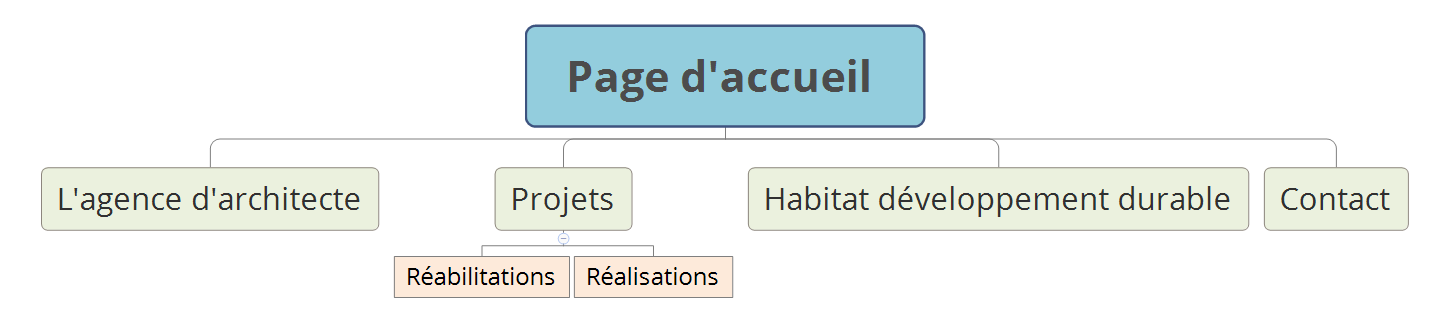 Page d'accueil
L'agence d'architecte
Projets
Habitat développement durable
Contact
Réabilitations
Réalisations